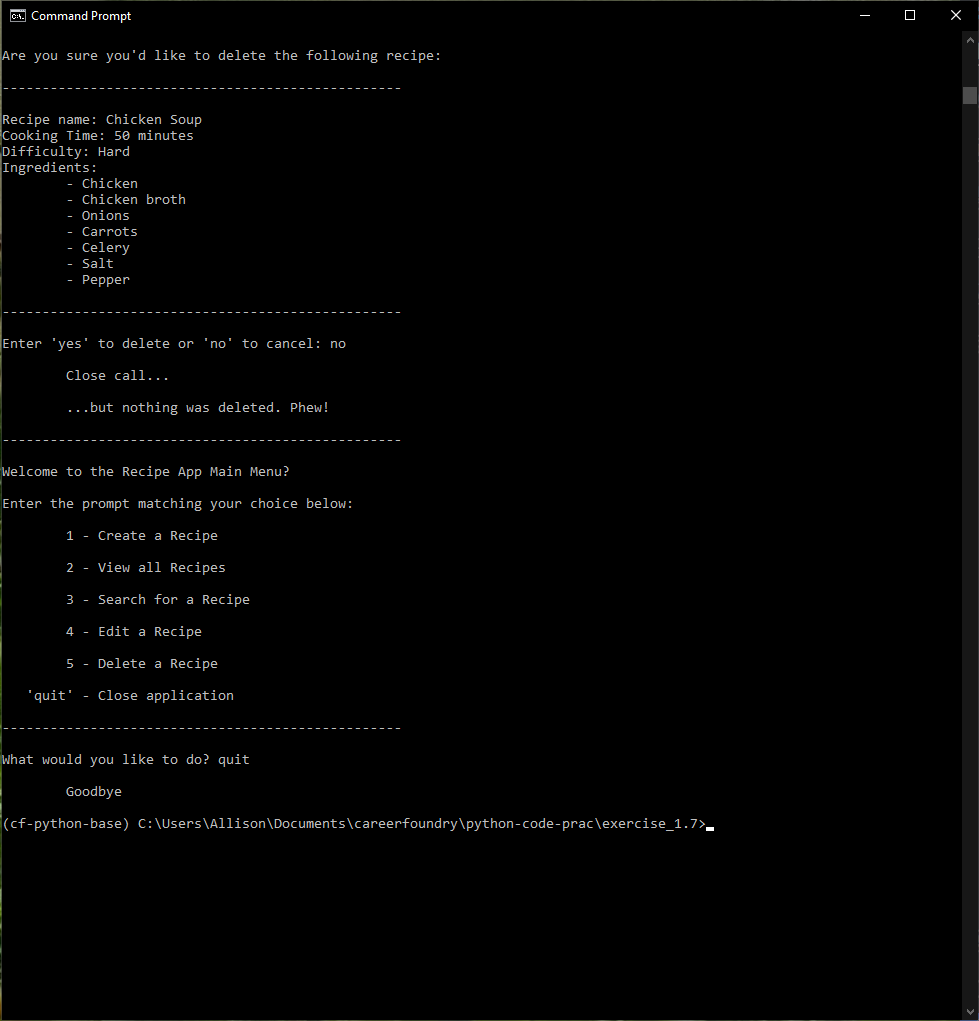 Command Prompt
Are you sure you'd like to delete the following recipe:
--------------------------------------------------
Recipe name: Chicken Soup
Cooking Time: 50 minutes
Difficulty: Hard
Ingredients:
        - Chicken
        - Chicken broth
        - Onions
        - Carrots
        - Celery
        - Salt
        - Pepper
--------------------------------------------------
Enter 'yes' to delete or 'no' to cancel: no
        Close call...
        ...but nothing was deleted. Phew!
--------------------------------------------------
Welcome to the Recipe App Main Menu?
Enter the prompt matching your choice below:
        1 - Create a Recipe
        2 - View all Recipes
        3 - Search for a Recipe
        4 - Edit a Recipe
        5 - Delete a Recipe
   'quit' - Close application
--------------------------------------------------
What would you like to do? quit
        Goodbye
(cf-python-base) C:\Users\Allison\Documents\careerfoundry\python-code-prac\exercise_1.7>